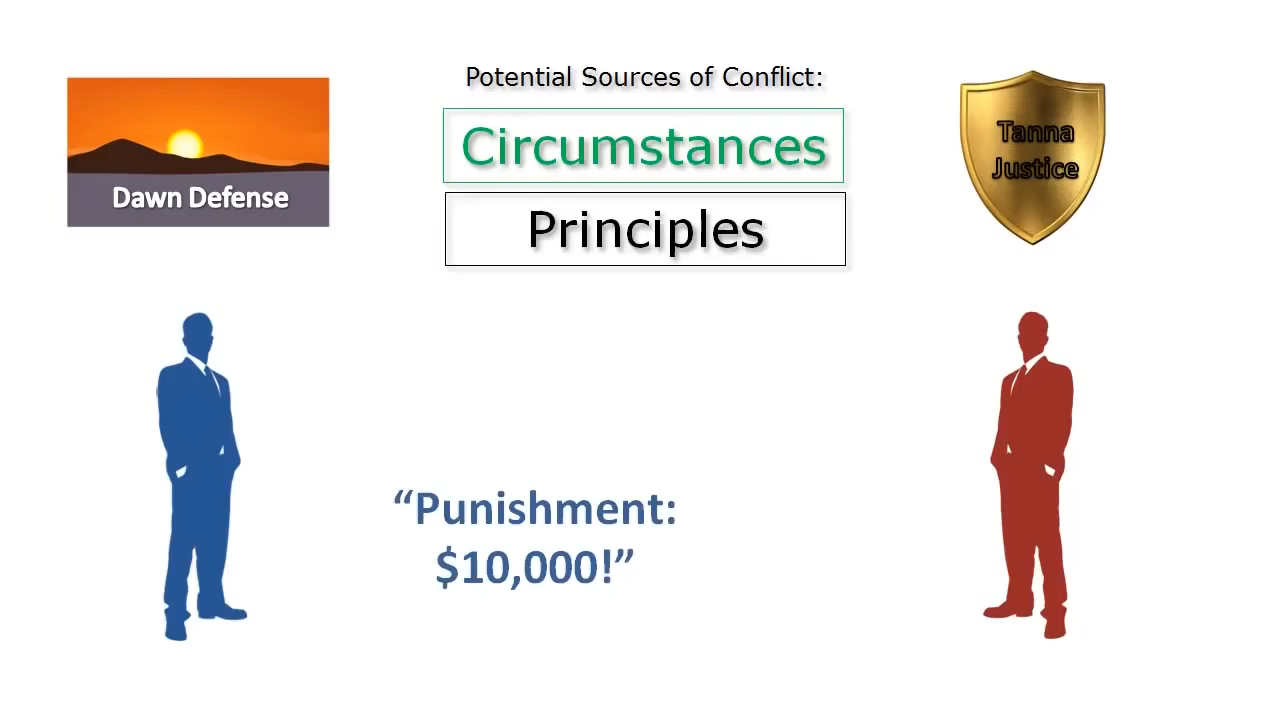 Potential Sources of Conflict:
Circumstances
Principles
Dawn Defense
Tanna
Justice
“Punishment:
$10,000!”